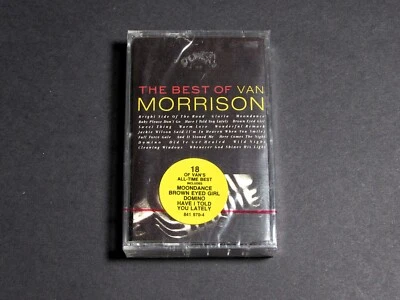 THE BEST OF VAN
MORRISON
Bright Side Of The Road Gloria Moondance
Baby Please Don't Go Have I Told You Lately Brown Eyed Girl
Sweet Thing Warm Love Wonderful Remark
Jackie Wilson Said (I'm In Heaven When You Smile)
Full Force Gale And It Stoned Me Here Comes The Night
Domino Did Ye Get Healed Wild Night
Cleaning Windows Whenever God Shines His Light
18
OF VAN'S
ALL-TIME BEST
INCLUDING
MOONDANCE
BROWN EYED GIRL
DOMINO
HAVE I TOLD
YOU LATELY
841 970-4